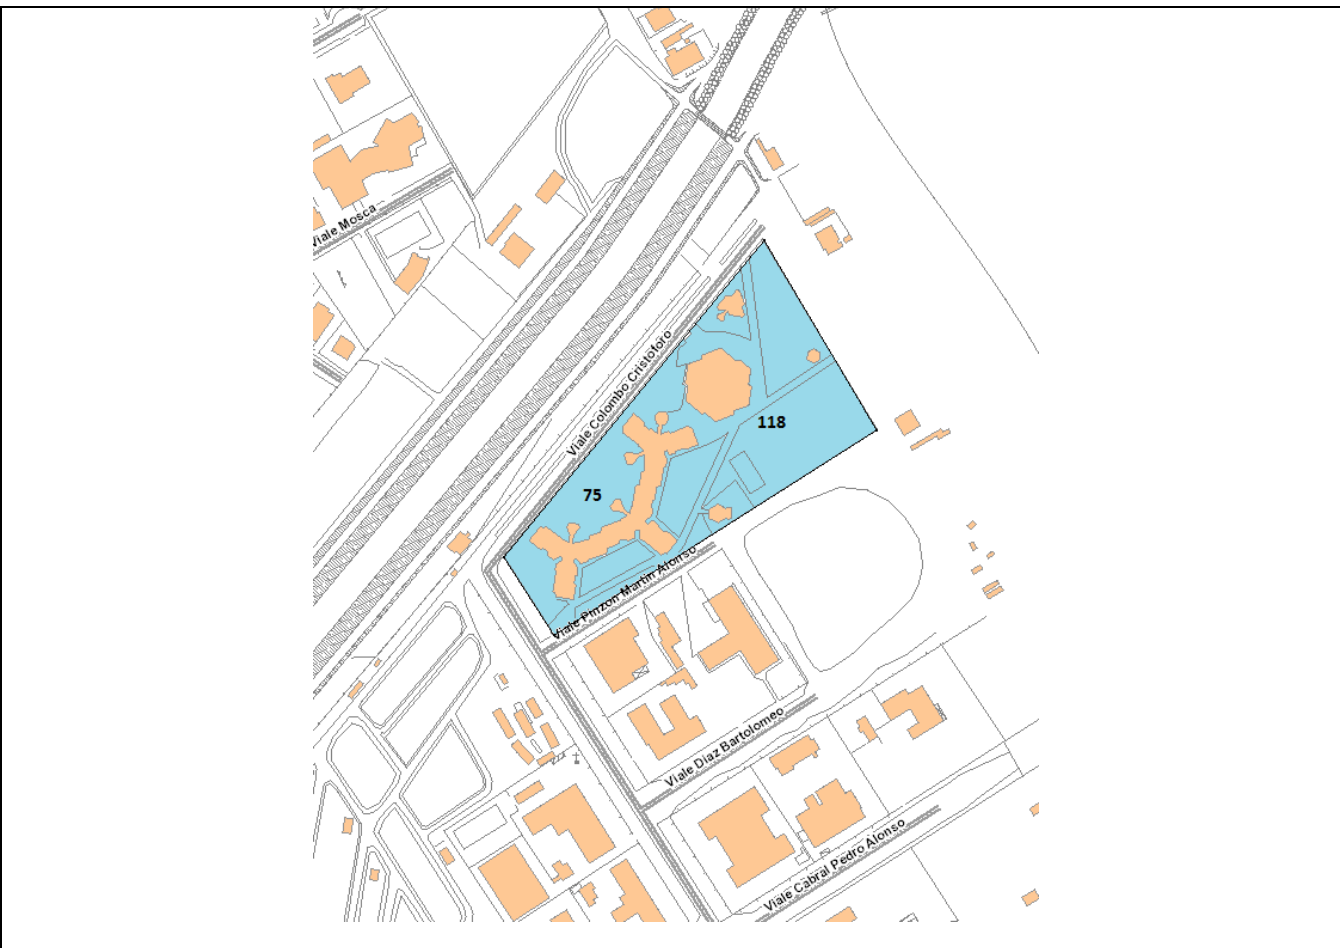 Viale Mosca
Viale Colombo Cristoforo
118
75
Viale Pinzon Martin Alonso
Viale Diaz Bartolomeo
Viale Cabral Pedro Alonso